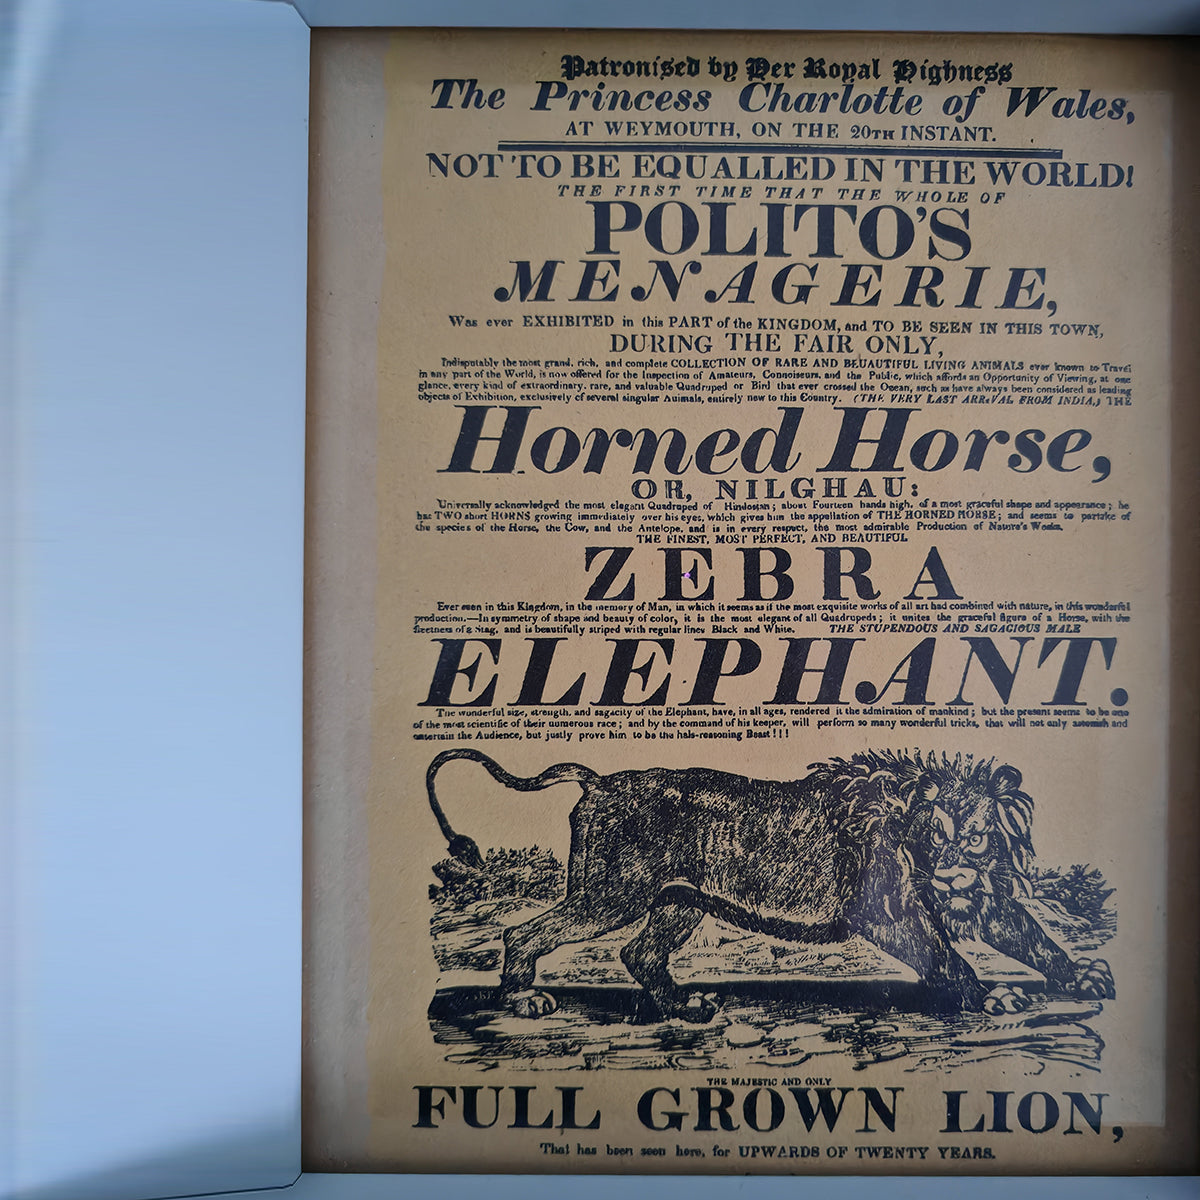 Patronised by Her Royal Highness
The Princess Charlotte of Wales,
AT WEYMOUTH, ON THE 20TH INSTANT.
NOT TO BE EQUALLED IN THE WORLD!
THE FIRST TIME THAT THE WHOLE OF
POLITO'S
MENAGERIE,
Was ever EXHIBITED in this PART of the KINGDOM, and TO BE SEEN IN THIS TOWN,
DURING THE FAIR ONLY,
Indisputably the most grand, rich, and complete COLLECTION OF RARE AND BEUAUTIFUL LIVING ANIMALS ever known to Travel
in any part of the World, is now offered for the Inspection of Amateurs, Connoiseurs, and the Public, which affords an Opportunity of Viewing, at one
glance, every kind of extraordinary, rare, and valuable Quadruped or Bird that ever crossed the Ocean, such as have always been considered as leading
objects of Exhibition, exclusively of several singular Animals, entirely new to this Country. (THE VERY LAST ARRIVAL FROM INDIA,) THE
Horned Horse,
OR, NILGHAU:
Universally acknowledged the most elegant Quadruped of Hindostan; about Fourteen hands high, of a most graceful shape and appearance; he
has TWO short HORNS growing immediately over his eyes, which gives him the appellation of THE HORNED HORSE; and seems to partake of
the species of the Horse, the Cow, and the Antelope, and is in every respect, the most admirable Production of Nature's Works.
THE FINEST, MOST PERFECT, AND BEAUTIFUL
ZEBRA
Ever seen in this Kingdom, in the memory of Man, in which it seems as if the most exquisite works of all art had combined with nature, in this wonderful
production.—In symmetry of shape and beauty of color, it is the most elegant of all Quadrupeds; it unites the graceful figure of a Horse, with the
fleetness of a Stag, and is beautifully striped with regular lines Black and White. THE STUPENDOUS AND SAGACIOUS MALE
ELEPHANT.
The wonderful size, strength, and sagacity of the Elephant, have, in all ages, rendered it the admiration of mankind; but the present seems to be one
of the most scientific of their numerous race; and by the command of his keeper, will perform so many wonderful tricks, that will not only astonish and
entertain the Audience, but justly prove him to be the hals-reasoning Beast!!!
THE MAJESTIC AND ONLY
FULL GROWN LION,
That has been seen here, for UPWARDS OF TWENTY YEARS.